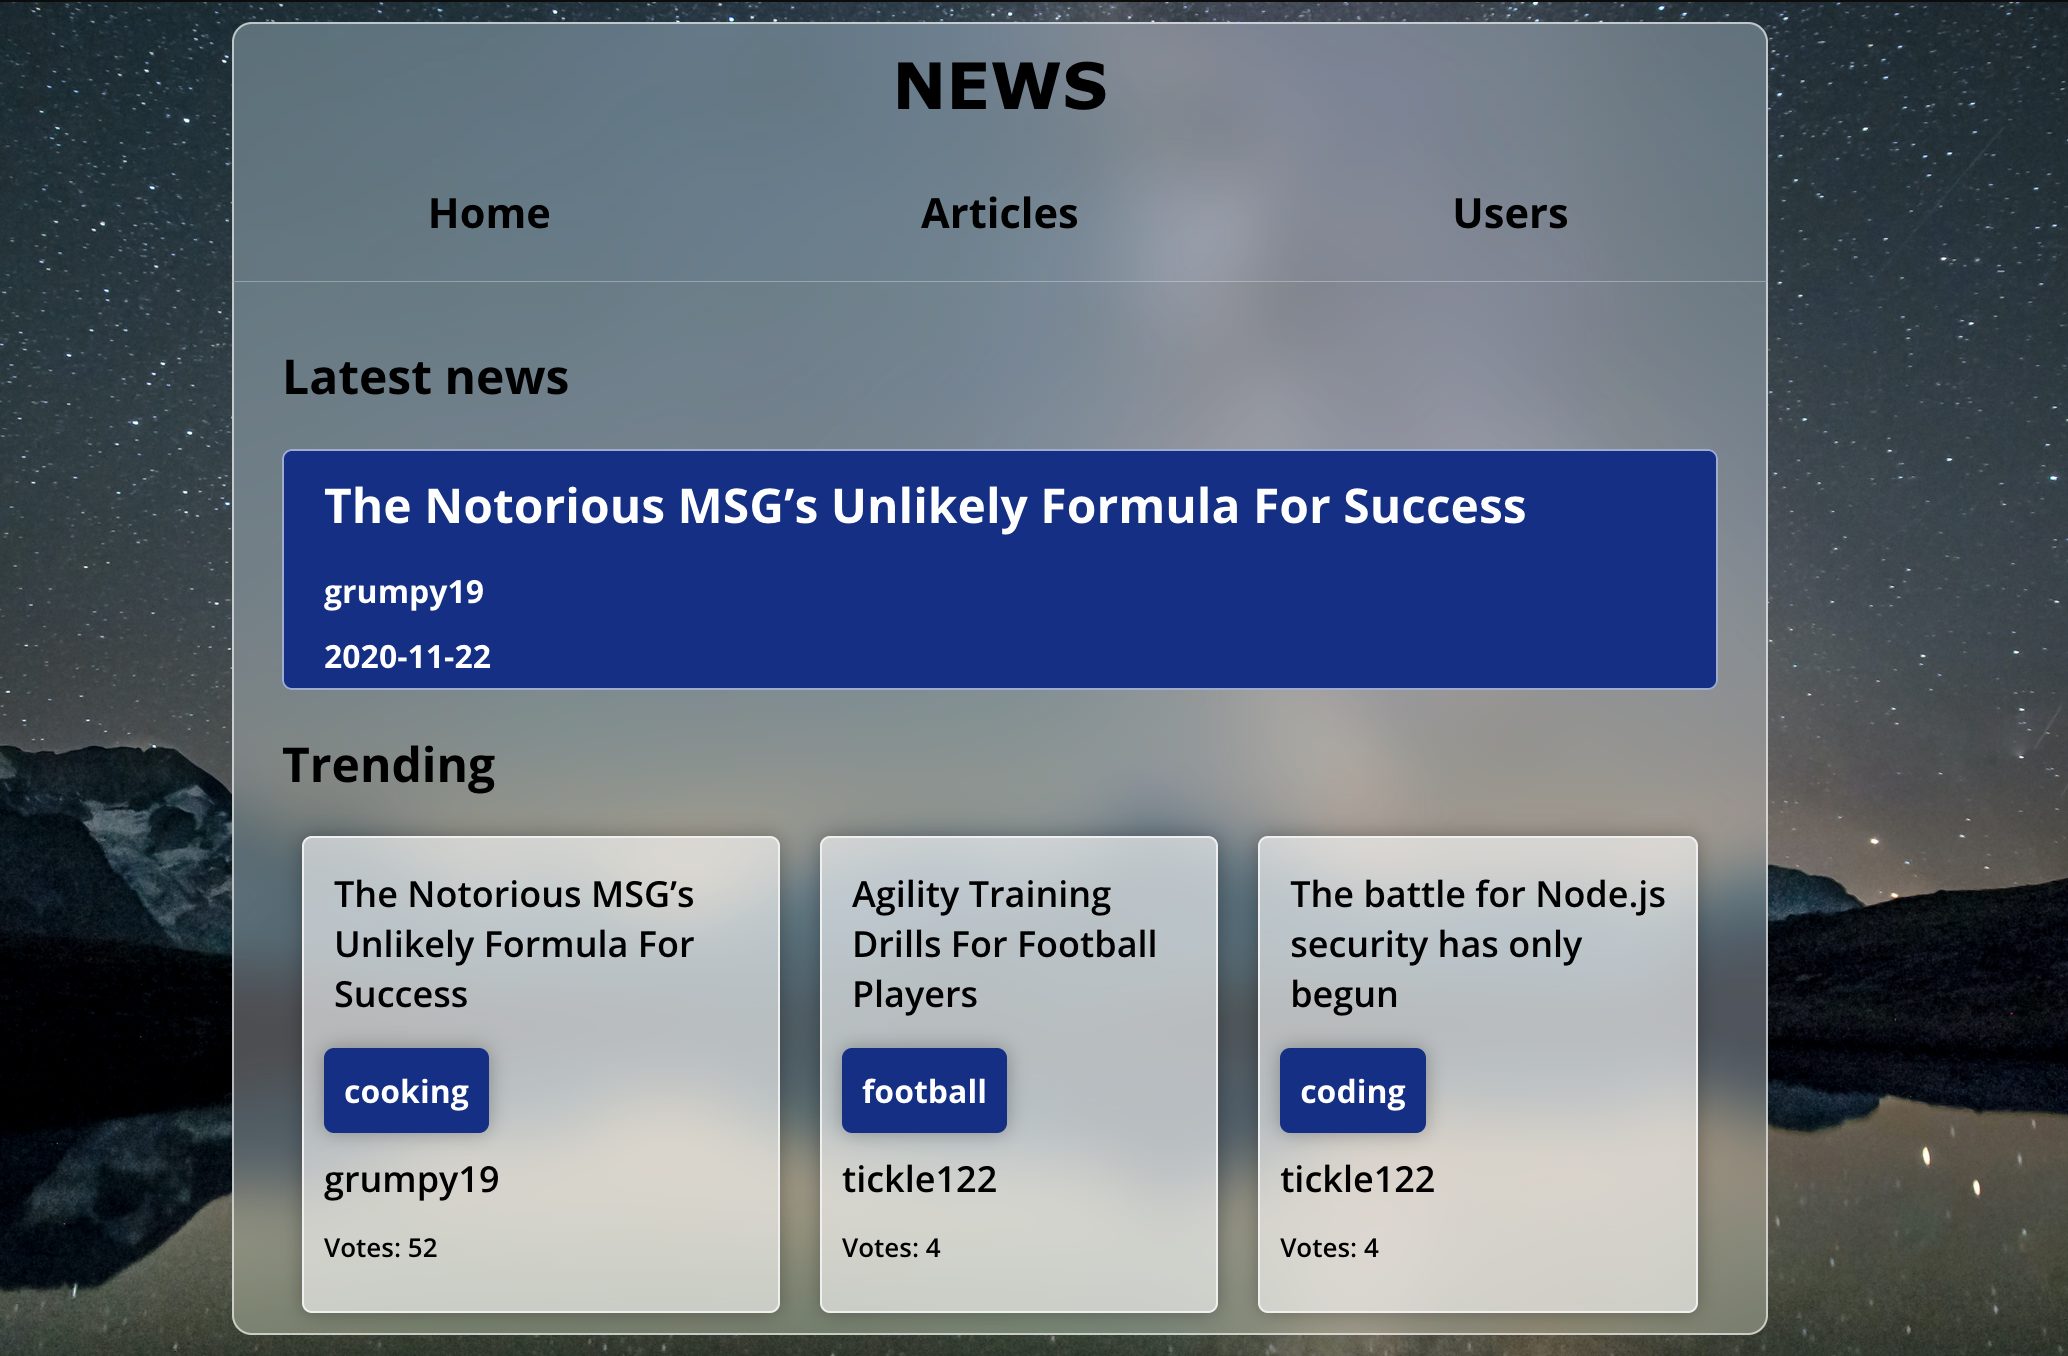 NEWS
Home Articles Users
Latest news
The Notorious MSG’s Unlikely Formula For Success
grumpy19
2020-11-22
Trending
The Notorious MSG’s
Unlikely Formula For
Success
cooking
grumpy19
Votes: 52
Agility Training
Drills For Football
Players
football
tickle122
Votes: 4
The battle for Node.js
security has only
begun
coding
tickle122
Votes: 4